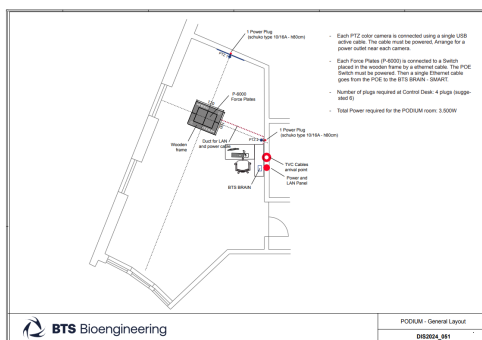 1 Power Plug
(schuko type 10/16A - h60cm)
- Each PTZ color camera is connected using a single USB
active cable. The cable must be powered, Arrange for a
power outlet near each camera.
- Each Force Plates (P-6000) is connected to a Switch
placed in the wooden frame by a ethernet cable. The POE
Switch must be powered. Then a single Ethernet cable
goes from the POE to the BTS BRAIN - SMART.
- Number of plugs required at Control Desk: 4 plugs (sugge-
sted 6)
- Total Power required for the PODIUM room: 3.500W
P-6000
Force Plates
Wooden
frame
Duct for LAN
and power cable
1 Power Plug
(schuko type 10/16A - h60cm)
TVC Cables
arrival point
Power and
LAN Panel
BTS BRAIN
BTS Bioengineering
PODIUM - General Layout
DIS2024_051